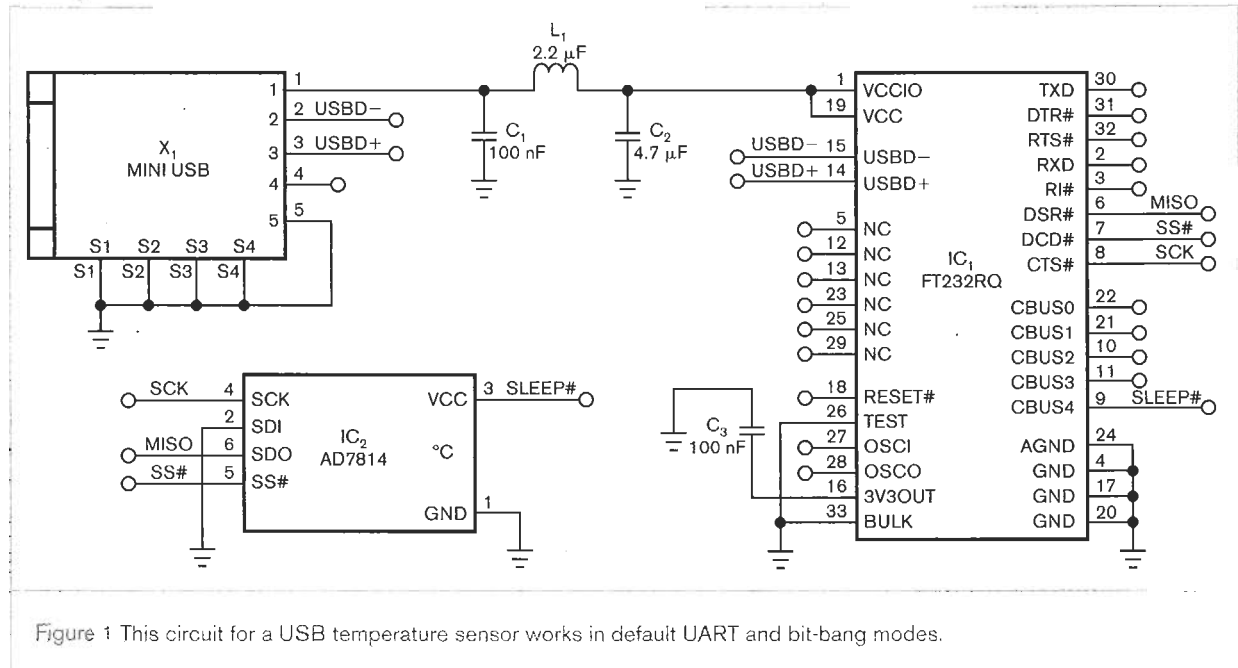 L1
2.2 µF
X1
MINI USB
1 1
2 2 USBD-
3 3 USBD+
4 4
5 5
S1 S2 S3 S4
S1 S2 S3 S4
C1
100 nF
C2
4.7 µF
IC1
FT232RQ
1 VCCIO
19 VCC
USBD- 15 USBD-
USBD+ 14 USBD+
5 NC
12 NC
13 NC
23 NC
25 NC
29 NC
18 RESET#
26 TEST
27 OSCI
28 OSCO
16 3V3OUT
33 BULK
C3
100 nF
TXD 30
DTR# 31
RTS# 32
RXD 2
RI# 3
DSR# 6 MISO
DCD# 7 SS#
CTS# 8 SCK
CBUS0 22
CBUS1 21
CBUS2 10
CBUS3 11
CBUS4 9 SLEEP#
AGND 24
GND 4
GND 17
GND 20
SCK 4 SCK
2 SDI
MISO 6 SDO
SS# 5 SS#
IC2
AD7814
°C
VCC 3 SLEEP#
GND 1
Figure 1 This circuit for a USB temperature sensor works in default UART and bit-bang modes.